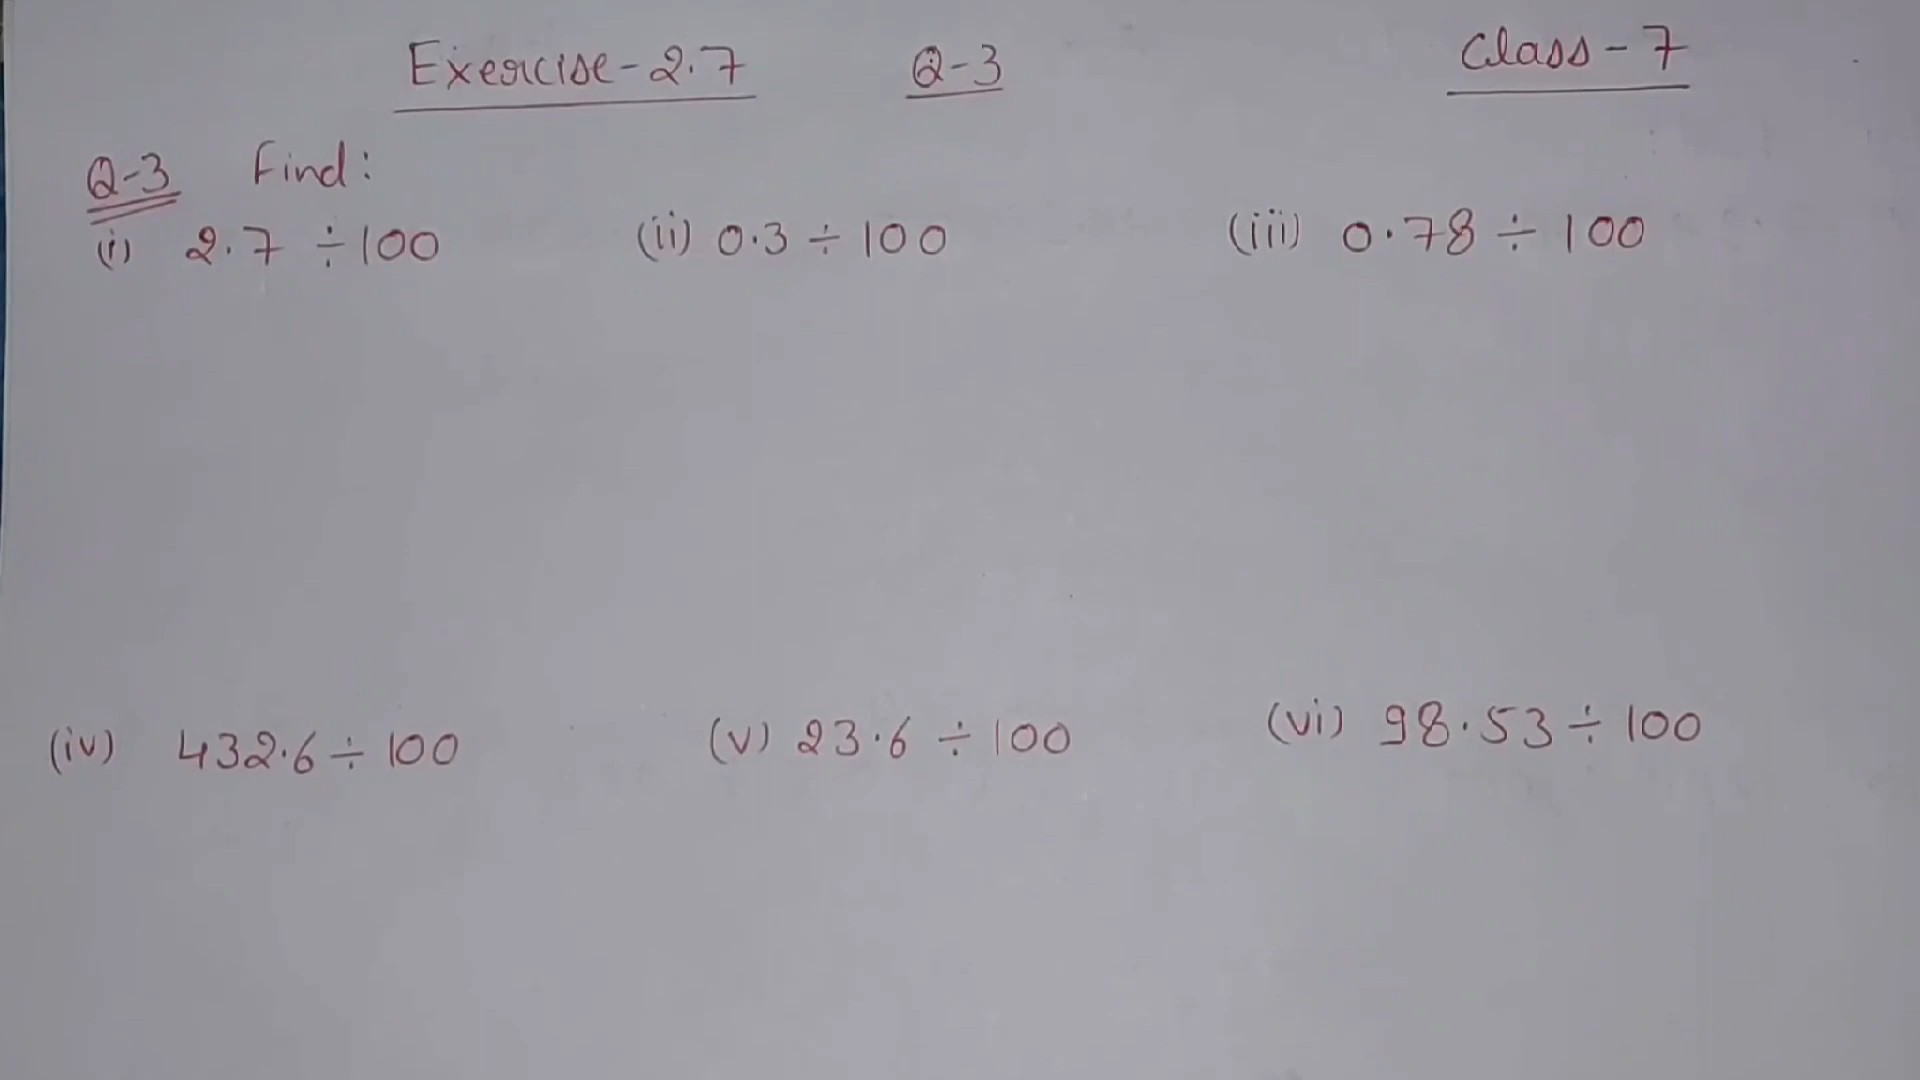 Exercise-2.7 Q-3 Class-7
Q-3 Find:
(i) 2.7 ÷ 100 (ii) 0.3 ÷ 100 (iii) 0.78 ÷ 100
(iv) 432.6 ÷ 100 (v) 23.6 ÷ 100 (vi) 98.53 ÷ 100